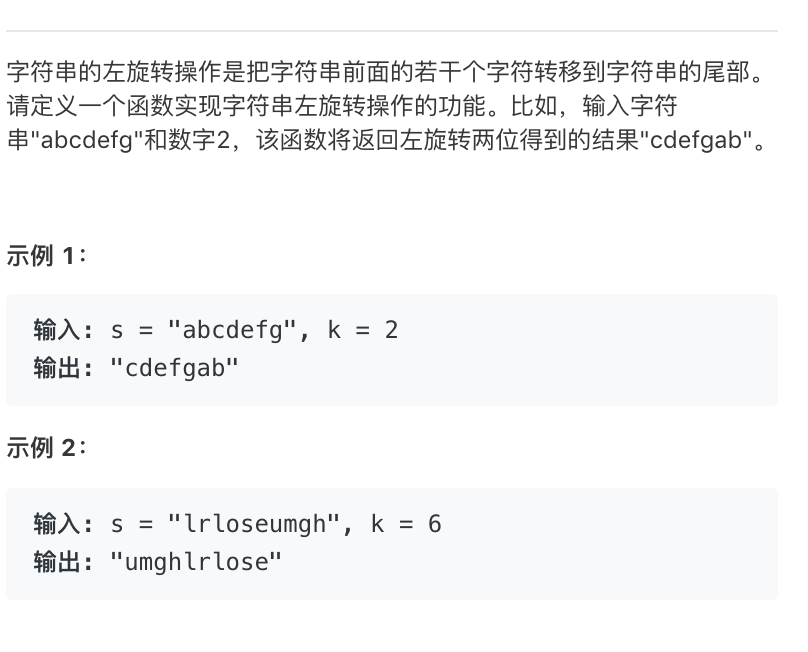 字符串的左旋转操作是把字符串前面的若干个字符转移到字符串的尾部。
请定义一个函数实现字符串左旋转操作的功能。比如，输入字符
串"abcdefg"和数字2，该函数将返回左旋转两位得到的结果"cdefgab"。
示例 1：
输入: s = "abcdefg", k = 2
输出: "cdefgab"
示例 2：
输入: s = "lrloseumgh", k = 6
输出: "umghlrlose"